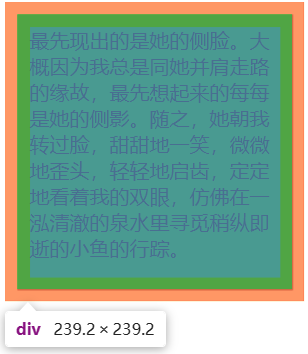 最先现出的是她的侧脸。大
概因为我总是同她并肩走路
的缘故，最先想起来的每每
是她的侧影。随之，她朝我
转过脸，甜甜地一笑，微微
地歪头，轻轻地启齿，定定
地看着我的双眼，仿佛在一
泓清澈的泉水里寻觅稍纵即
逝的小鱼的行踪。
div 239.2 × 239.2